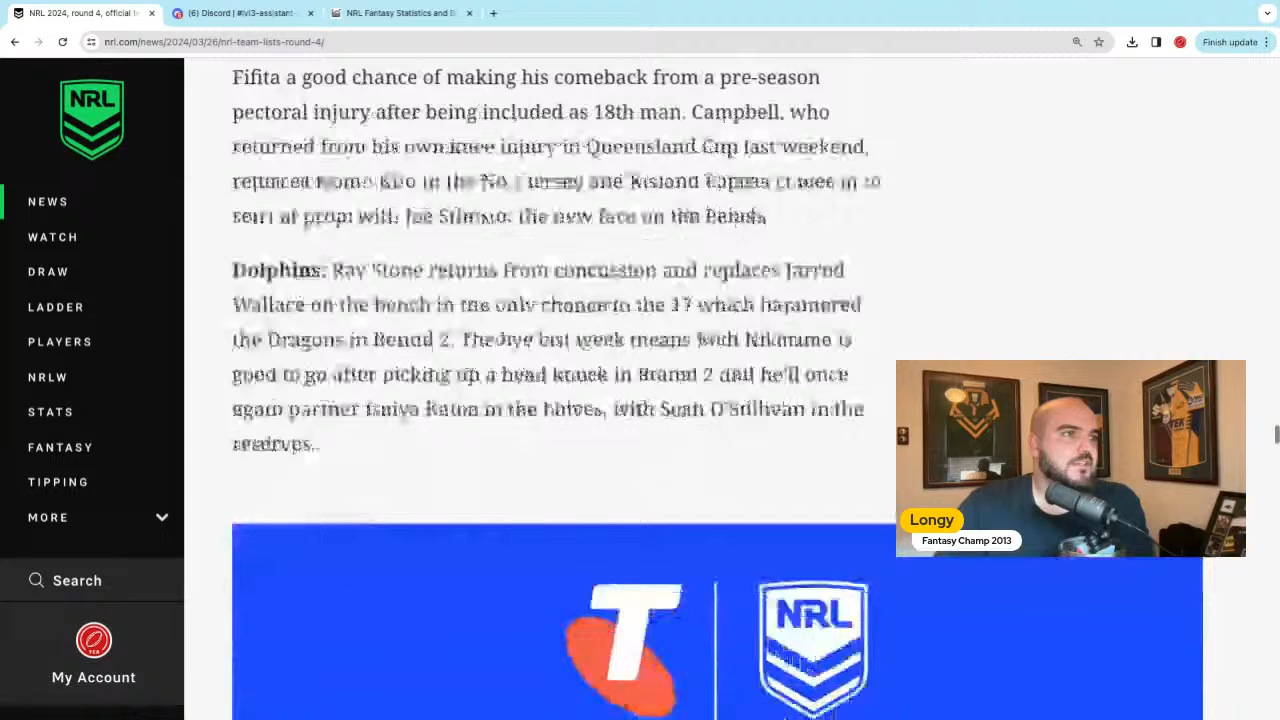 NRL 2024, round 4, official t
(6) Discord | #lvl3-assistant-
NRL Fantasy Statistics and B
nrl.com/news/2024/03/26/nrl-team-lists-round-4/
Finish update
NRL
NEWS
WATCH
DRAW
LADDER
PLAYERS
NRLW
STATS
FANTASY
TIPPING
MORE
Search
My Account
Fifita a good chance of making his comeback from a pre-season
pectoral injury after being included as 18th man. Campbell, who
returned from his own knee injury in Queensland Cup last weekend,
Dolphins: Ray Stone returns from concussion and replaces Jarrod
Wallace on the bench in the only change to the 17 which hammered
the Dragons in Round 2. The bye last week means
good to go after picking up a head knock in Round 2 and he'll once
again partner in the halves, with Sean O'Sullivan in the
reserves.
T
NRL
Longy
Fantasy Champ 2013